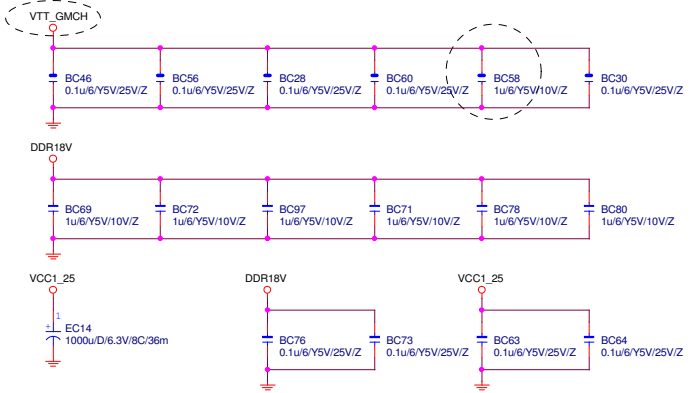 VTT_GMCH
BC46
0.1u/6/Y5V/25V/Z
BC56
0.1u/6/Y5V/25V/Z
BC28
0.1u/6/Y5V/25V/Z
BC60
0.1u/6/Y5V/25V/Z
BC58
1u/6/Y5V/10V/Z
BC30
0.1u/6/Y5V/25V/Z
DDR18V
BC69
1u/6/Y5V/10V/Z
BC72
1u/6/Y5V/10V/Z
BC97
1u/6/Y5V/10V/Z
BC71
1u/6/Y5V/10V/Z
BC78
1u/6/Y5V/10V/Z
BC80
1u/6/Y5V/10V/Z
VCC1_25
1
+
EC14
1000u/D/6.3V/8C/36m
DDR18V
BC76
0.1u/6/Y5V/25V/Z
BC73
0.1u/6/Y5V/25V/Z
VCC1_25
BC63
0.1u/6/Y5V/25V/Z
BC64
0.1u/6/Y5V/25V/Z